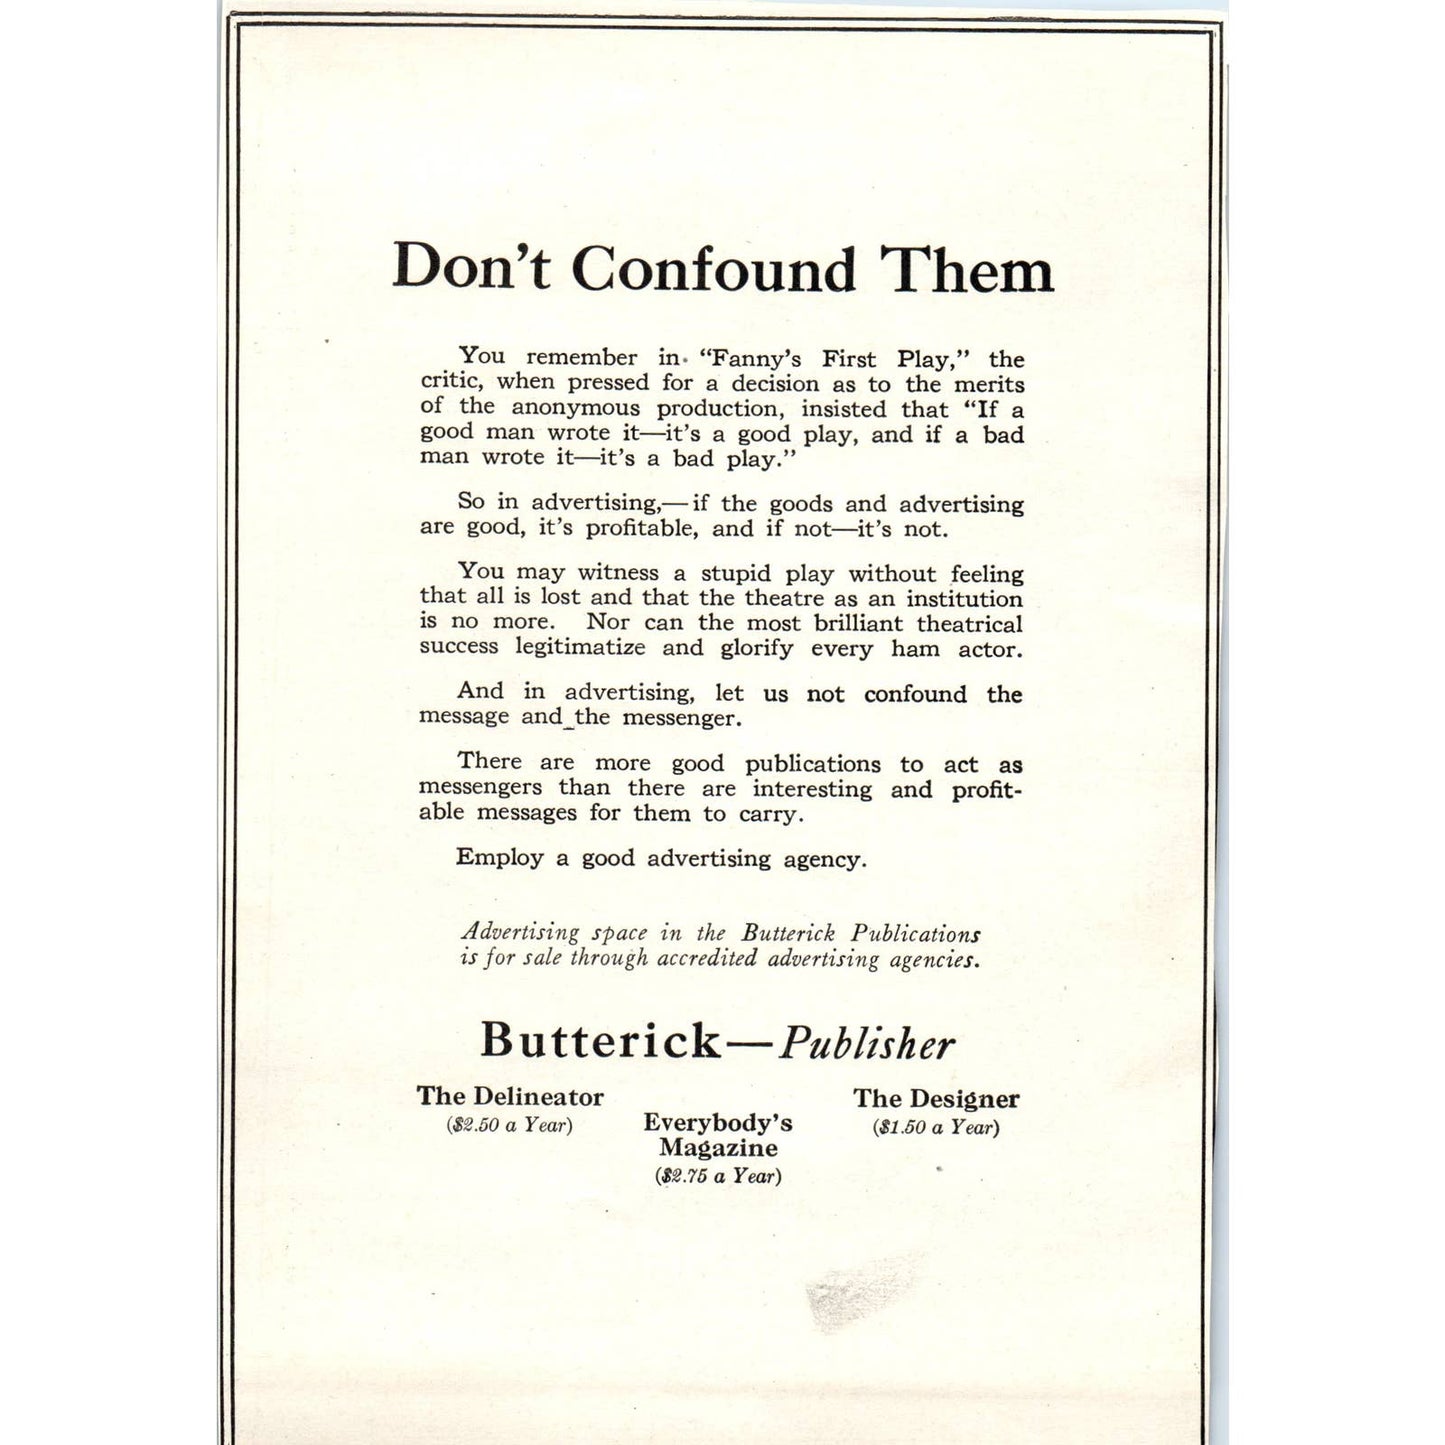 Don't Confound Them
You remember in "Fanny's First Play," the
critic, when pressed for a decision as to the merits
of the anonymous production, insisted that "If a
good man wrote it—it's a good play, and if a bad
man wrote it—it's a bad play."
So in advertising,—if the goods and advertising
are good, it's profitable, and if not—it's not.
You may witness a stupid play without feeling
that all is lost and that the theatre as an institution
is no more. Nor can the most brilliant theatrical
success legitimatize and glorify every ham actor.
And in advertising, let us not confound the
message and the messenger.
There are more good publications to act as
messengers than there are interesting and profit-
able messages for them to carry.
Employ a good advertising agency.
Advertising space in the Butterick Publications
is for sale through accredited advertising agencies.
Butterick—Publisher
The Delineator
($2.50 a Year)
Everybody's
Magazine
($2.75 a Year)
The Designer
($1.50 a Year)